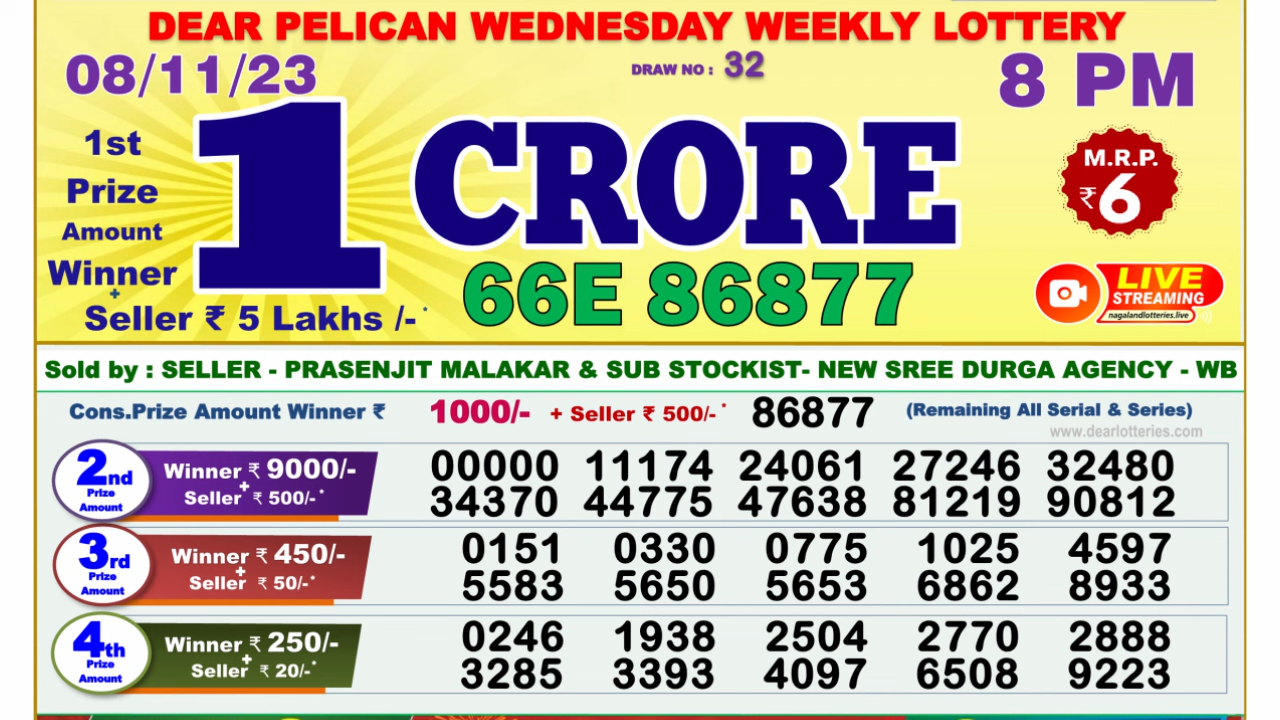 DEAR PELICAN WEDNESDAY WEEKLY LOTTERY
08/11/23
DRAW NO : 32
8 PM
1st
Prize
Amount
Winner
+
Seller ₹ 5 Lakhs /-*
1 CRORE
66E 86877
M.R.P.
₹6
LIVE
STREAMING
nagalandlotteries.live
Sold by : SELLER - PRASENJIT MALAKAR & SUB STOCKIST- NEW SREE DURGA AGENCY - WB
Cons.Prize Amount Winner ₹ 1000/- + Seller ₹ 500/-* 86877 (Remaining All Serial & Series)
www.dearlotteries.com
2nd
Prize
Amount
Winner ₹ 9000/-
+
Seller ₹ 500/-*
00000 11174 24061 27246 32480
34370 44775 47638 81219 90812
3rd
Prize
Amount
Winner ₹ 450/-
+
Seller ₹ 50/-*
0151 0330 0775 1025 4597
5583 5650 5653 6862 8933
4th
Prize
Amount
Winner ₹ 250/-
+
Seller ₹ 20/-*
0246 1938 2504 2770 2888
3285 3393 4097 6508 9223